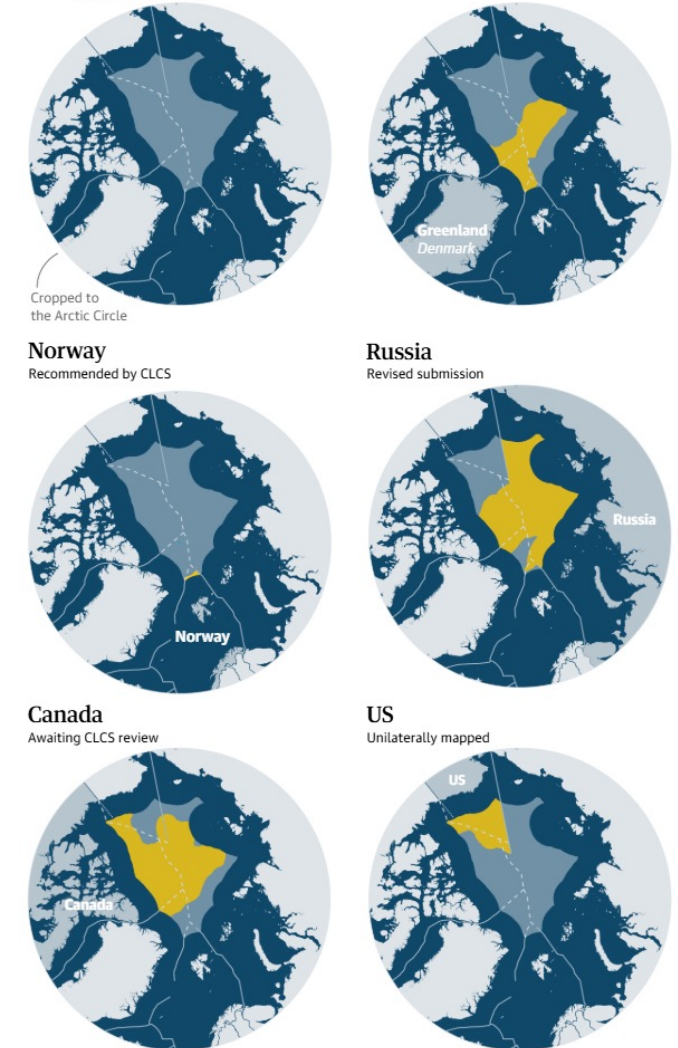 Greenland
Denmark
Cropped to
the Arctic Circle
Norway
Recommended by CLCS
Russia
Revised submission
Russia
Norway
Canada
Awaiting CLCS review
US
Unilaterally mapped
US
Canada